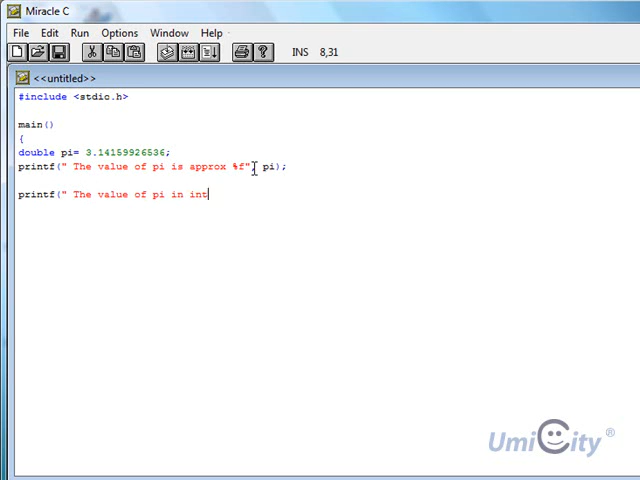 Miracle C
File Edit Run Options Window Help
INS 8,31
<<untitled>>
#include <stdio.h>
main()
{
double pi= 3.14159926536;
printf(" The value of pi is approx %f", pi);
printf(" The value of pi in int
UmiCity ®